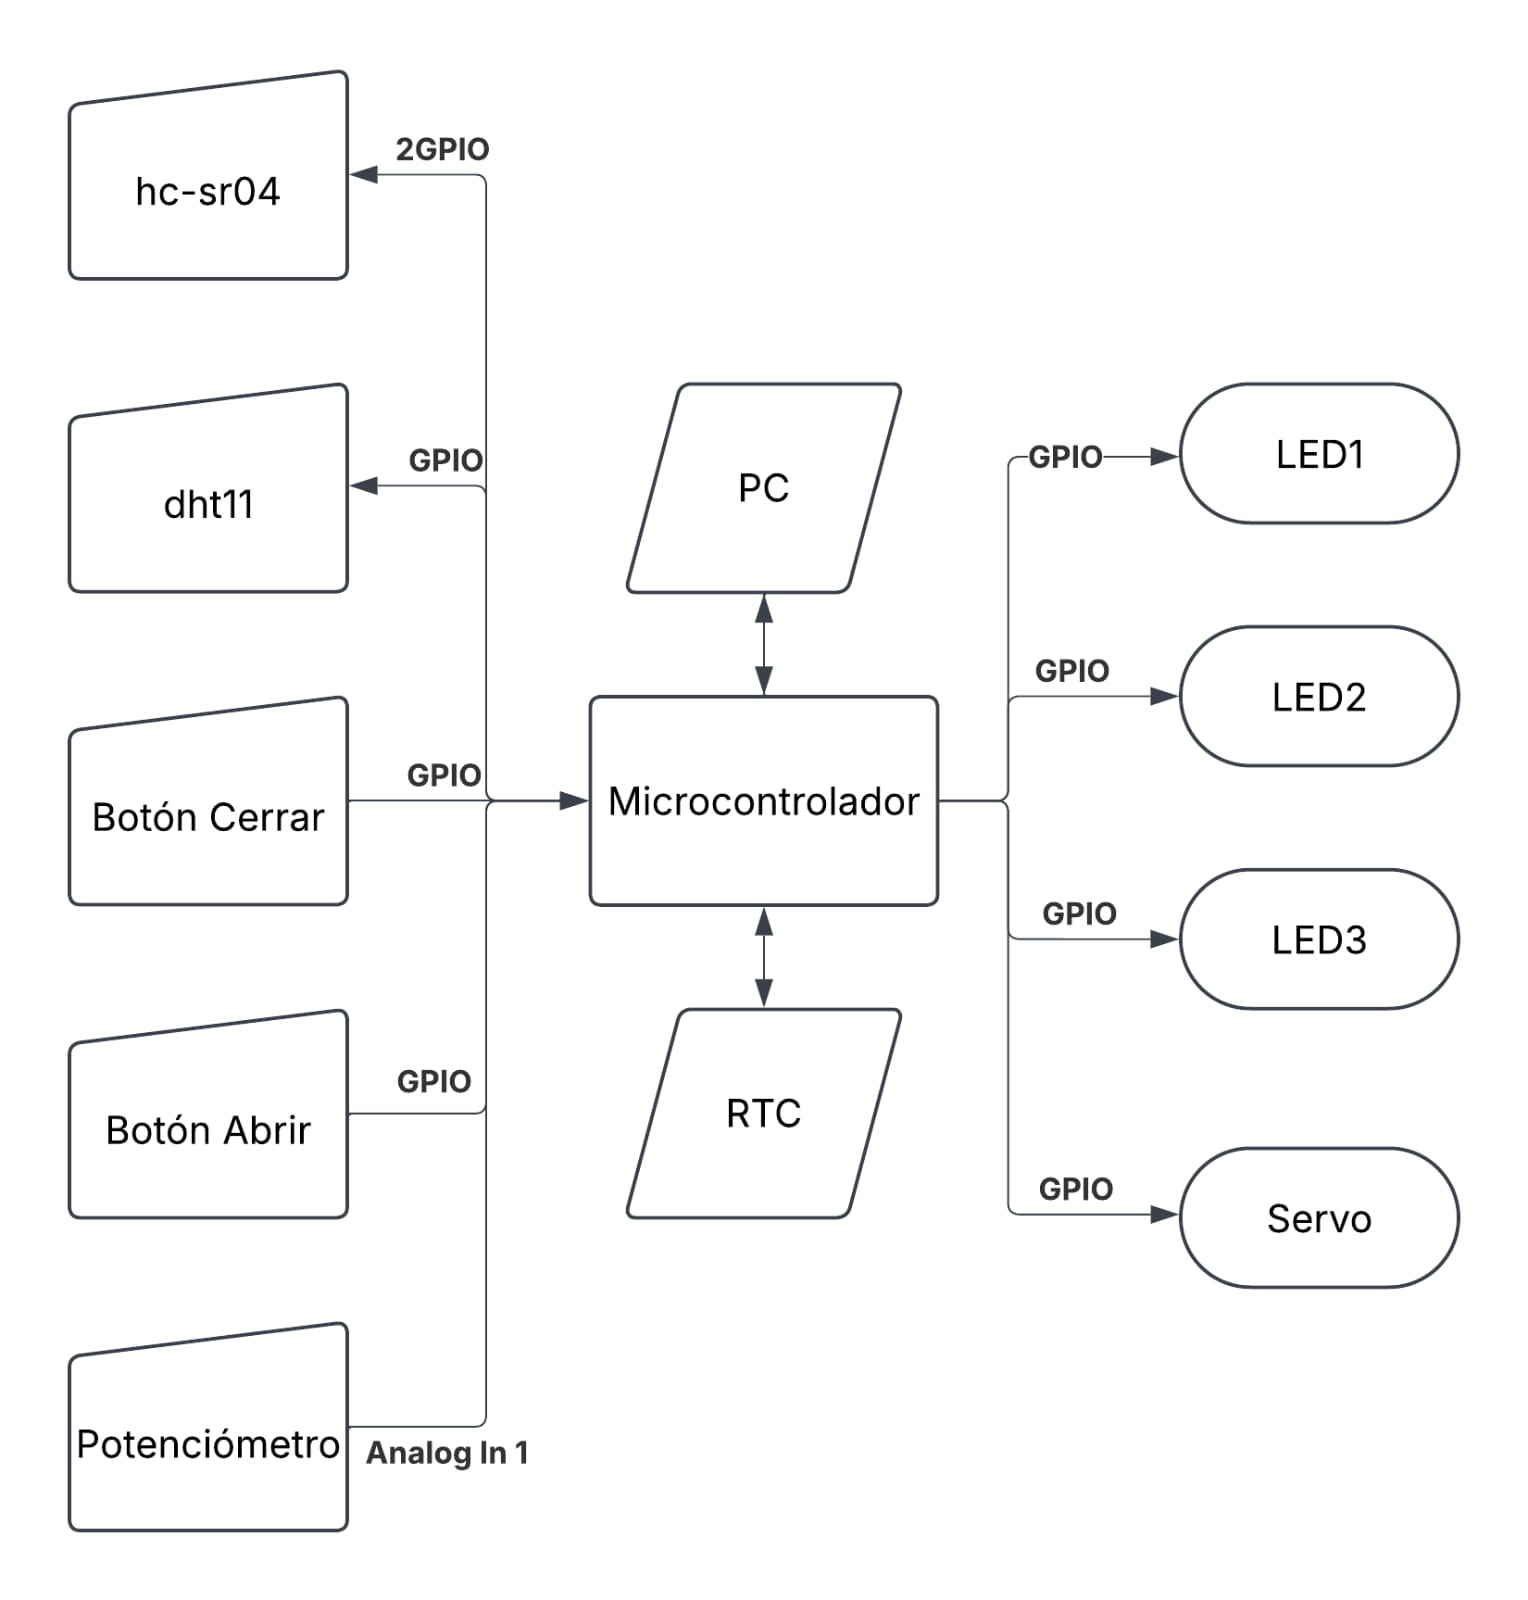 2GPIO
hc-sr04
GPIO
dht11
GPIO
Botón Cerrar
GPIO
Botón Abrir
Potenciómetro
Analog In 1
PC
Microcontrolador
RTC
GPIO
LED1
GPIO
LED2
GPIO
LED3
GPIO
Servo